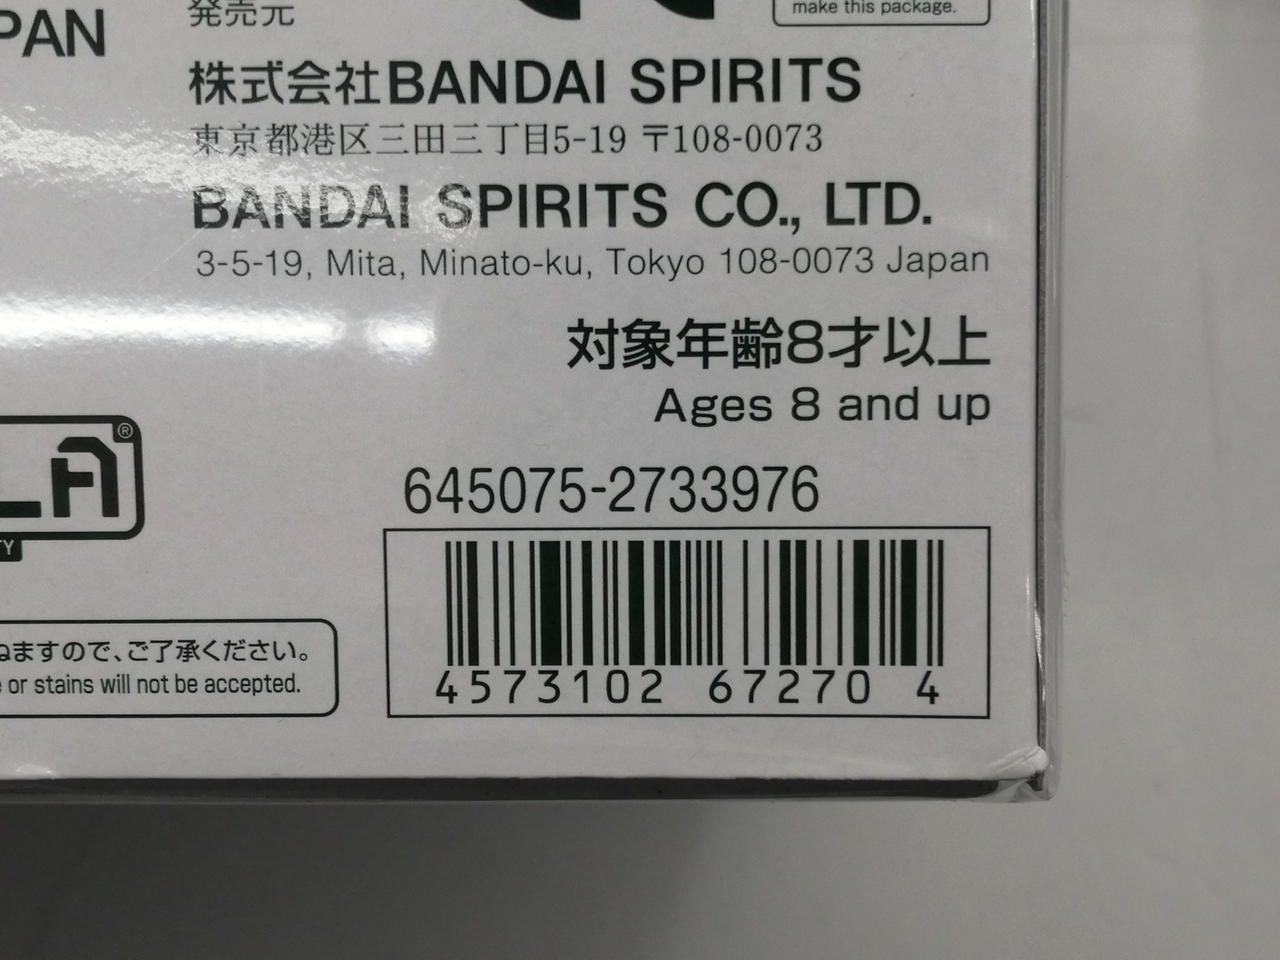 PAN
発売元
make this package.
株式会社BANDAI SPIRITS
東京都港区三田三丁目5-19 〒108-0073
BANDAI SPIRITS CO., LTD.
3-5-19, Mita, Minato-ku, Tokyo 108-0073 Japan
対象年齢8才以上
Ages 8 and up
LA®
TY
645075-2733976
4573102 67270 4
ねますので、ご了承ください。
or stains will not be accepted.